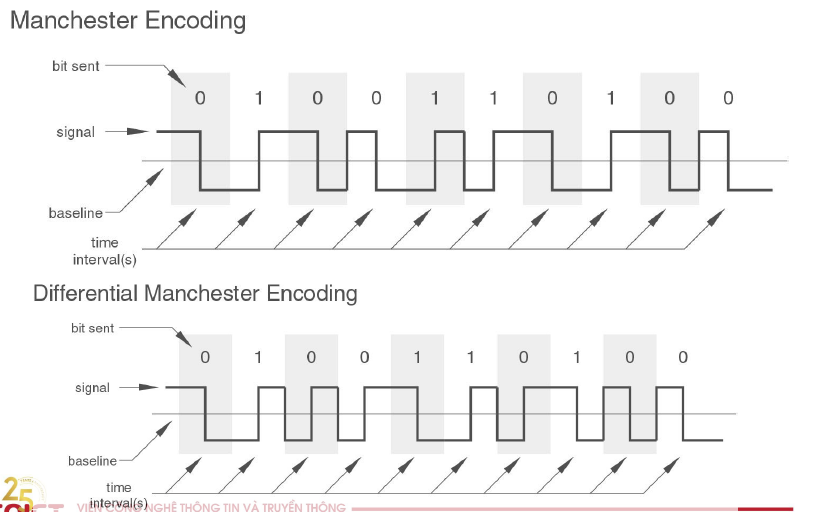 Manchester Encoding
bit sent
0 1 0 0 1 1 0 1 0 0
signal
baseline
time
interval(s)
Differential Manchester Encoding
bit sent
0 1 0 0 1 1 0 1 0 0
signal
baseline
time
interval(s)
25
VIỆN CÔNG NGHỆ THÔNG TIN VÀ TRUYỀN THÔNG